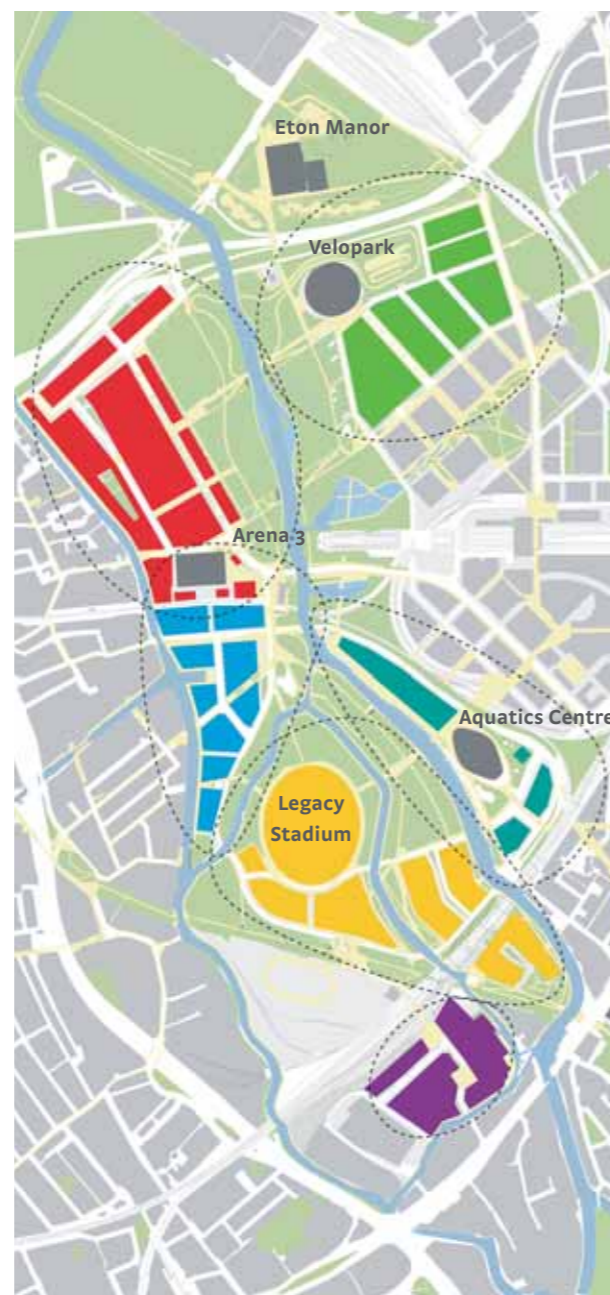 Eton Manor
Velopark
Arena 3
Aquatics Centre
Legacy
Stadium